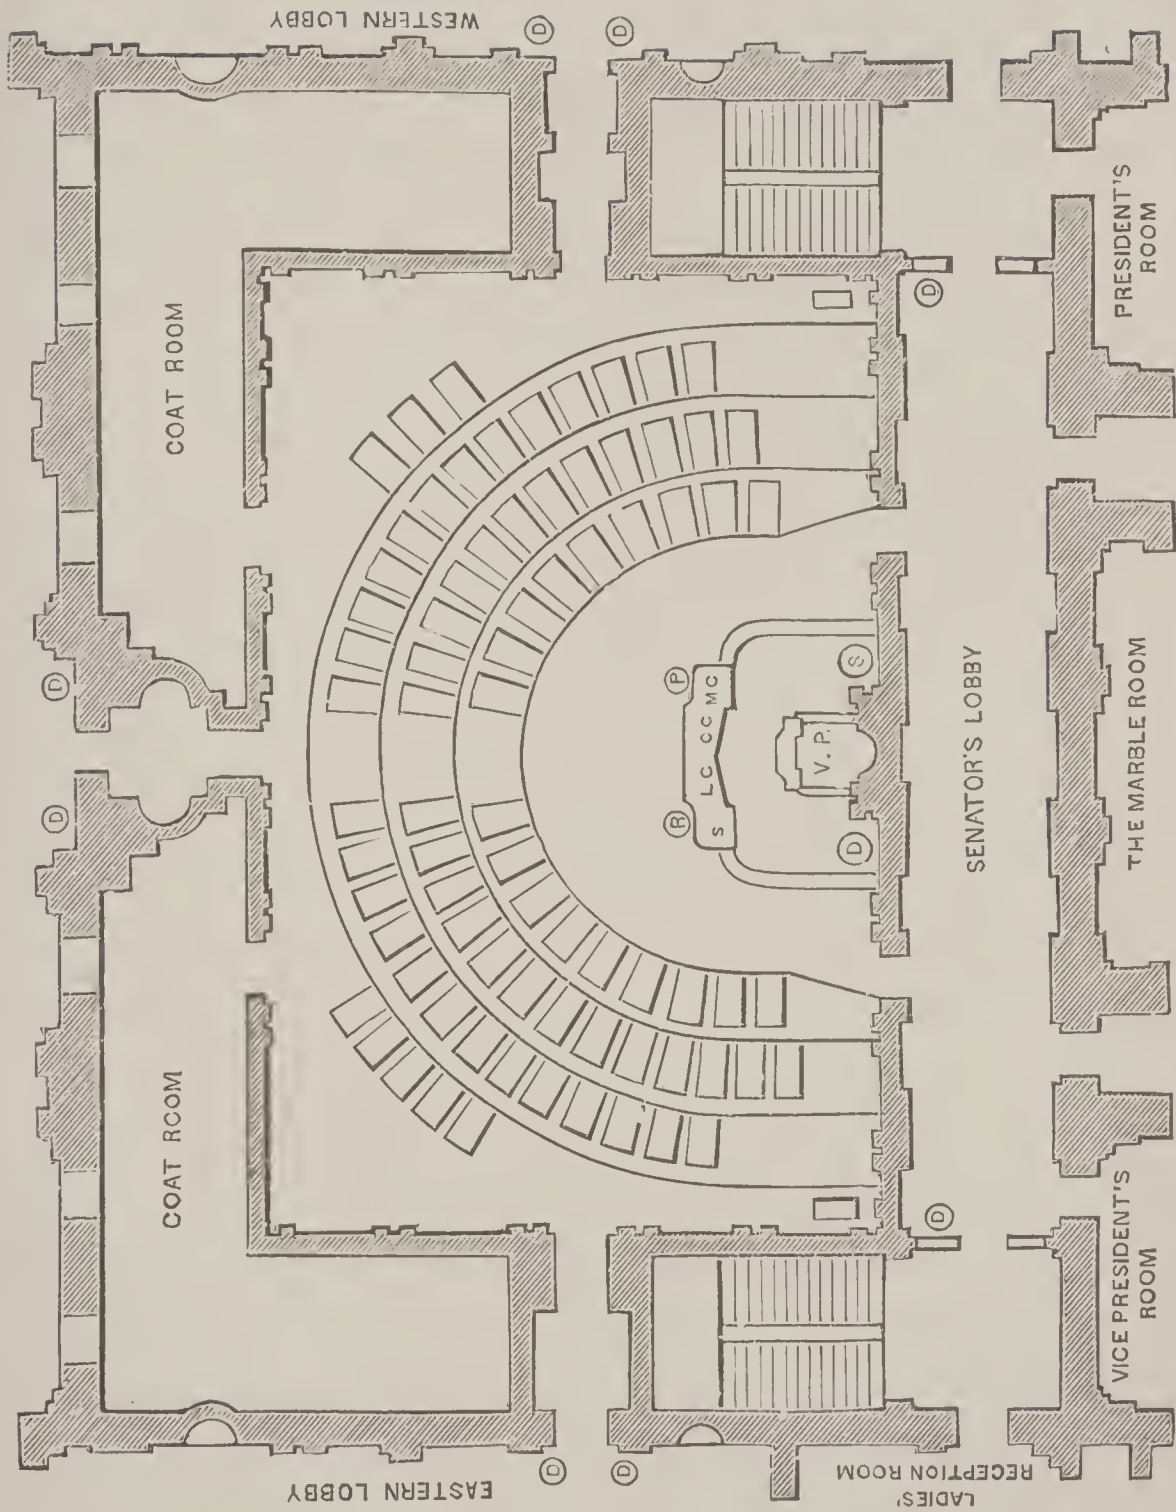 WESTERN LOBBY
D
D
COAT ROOM
PRESIDENT'S
ROOM
D
D
P
MC
CC
LC
S
R
S
V. P.
D
SENATOR'S LOBBY
THE MARBLE ROOM
D
COAT ROOM
D
VICE PRESIDENT'S
ROOM
EASTERN LOBBY
D
D
LADIES'
RECEPTION ROOM